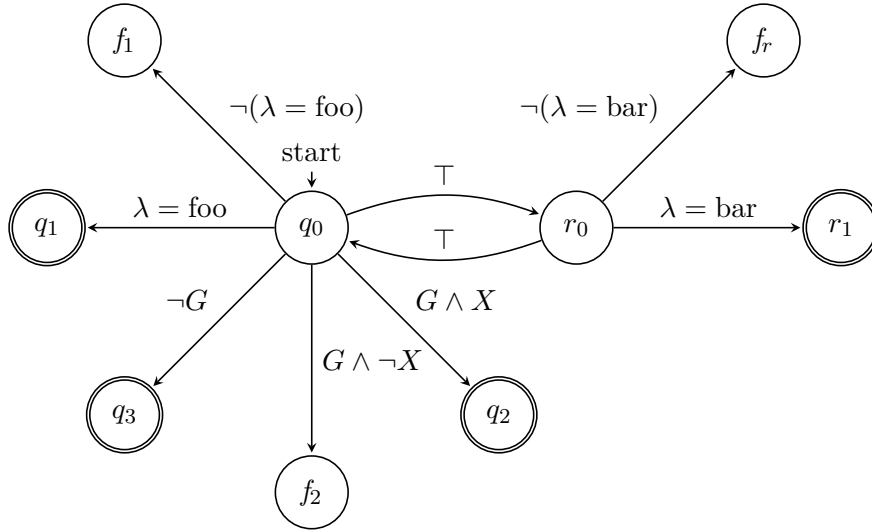 f₁
fᵣ
¬(λ = foo)
¬(λ = bar)
start
⊤
q₁
λ = foo
q₀
r₀
λ = bar
r₁
⊤
¬G
G ∧ X
G ∧ ¬X
q₃
q₂
f₂